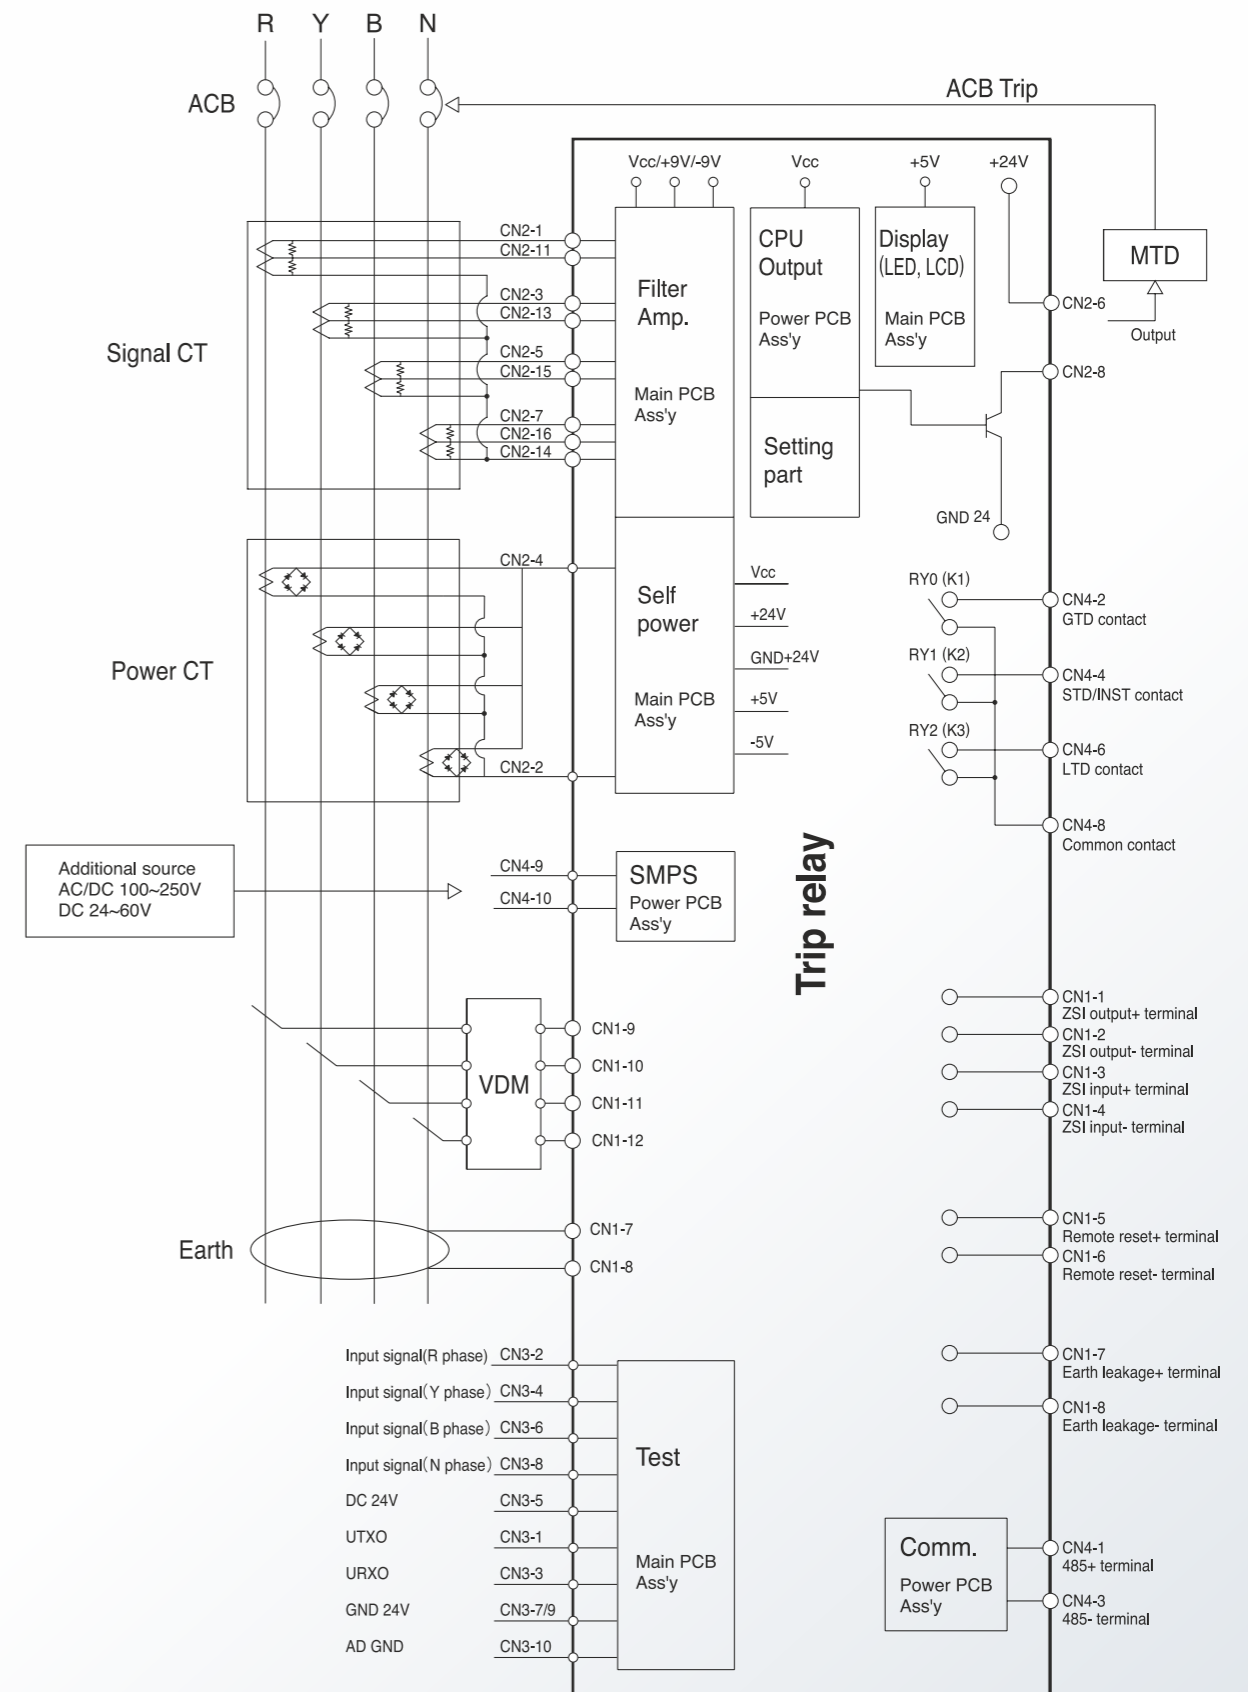 R Y B N
ACB
ACB Trip
Vcc/+9V/-9V
Vcc
+5V
+24V
CN2-1
CN2-11
CN2-3
CN2-13
CN2-5
CN2-15
CN2-7
CN2-16
CN2-14
Signal CT
Filter
Amp.
Main PCB
Ass'y
CPU
Output
Power PCB
Ass'y
Setting
part
Display
(LED, LCD)
Main PCB
Ass'y
MTD
Output
CN2-6
CN2-8
GND 24
Power CT
CN2-4
CN2-2
Self
power
Main PCB
Ass'y
Vcc
+24V
GND+24V
+5V
-5V
RY0 (K1)
CN4-2
GTD contact
RY1 (K2)
CN4-4
STD/INST contact
RY2 (K3)
CN4-6
LTD contact
CN4-8
Common contact
Additional source
AC/DC 100~250V
DC 24~60V
CN4-9
CN4-10
SMPS
Power PCB
Ass'y
Trip relay
VDM
CN1-9
CN1-10
CN1-11
CN1-12
CN1-1
ZSI output+ terminal
CN1-2
ZSI output- terminal
CN1-3
ZSI input+ terminal
CN1-4
ZSI input- terminal
Earth
CN1-7
CN1-8
CN1-5
Remote reset+ terminal
CN1-6
Remote reset- terminal
CN1-7
Earth leakage+ terminal
CN1-8
Earth leakage- terminal
Input signal(R phase) CN3-2
Input signal(Y phase) CN3-4
Input signal(B phase) CN3-6
Input signal(N phase) CN3-8
DC 24V CN3-5
UTXO CN3-1
URXO CN3-3
GND 24V CN3-7/9
AD GND CN3-10
Test
Main PCB
Ass'y
Comm.
Power PCB
Ass'y
CN4-1
485+ terminal
CN4-3
485- terminal